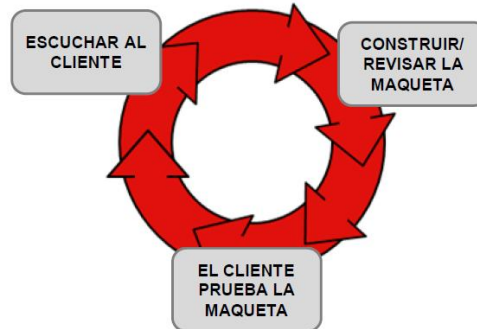 ESCUCHAR AL
CLIENTE
CONSTRUIR/
REVISAR LA
MAQUETA
EL CLIENTE
PRUEBA LA
MAQUETA